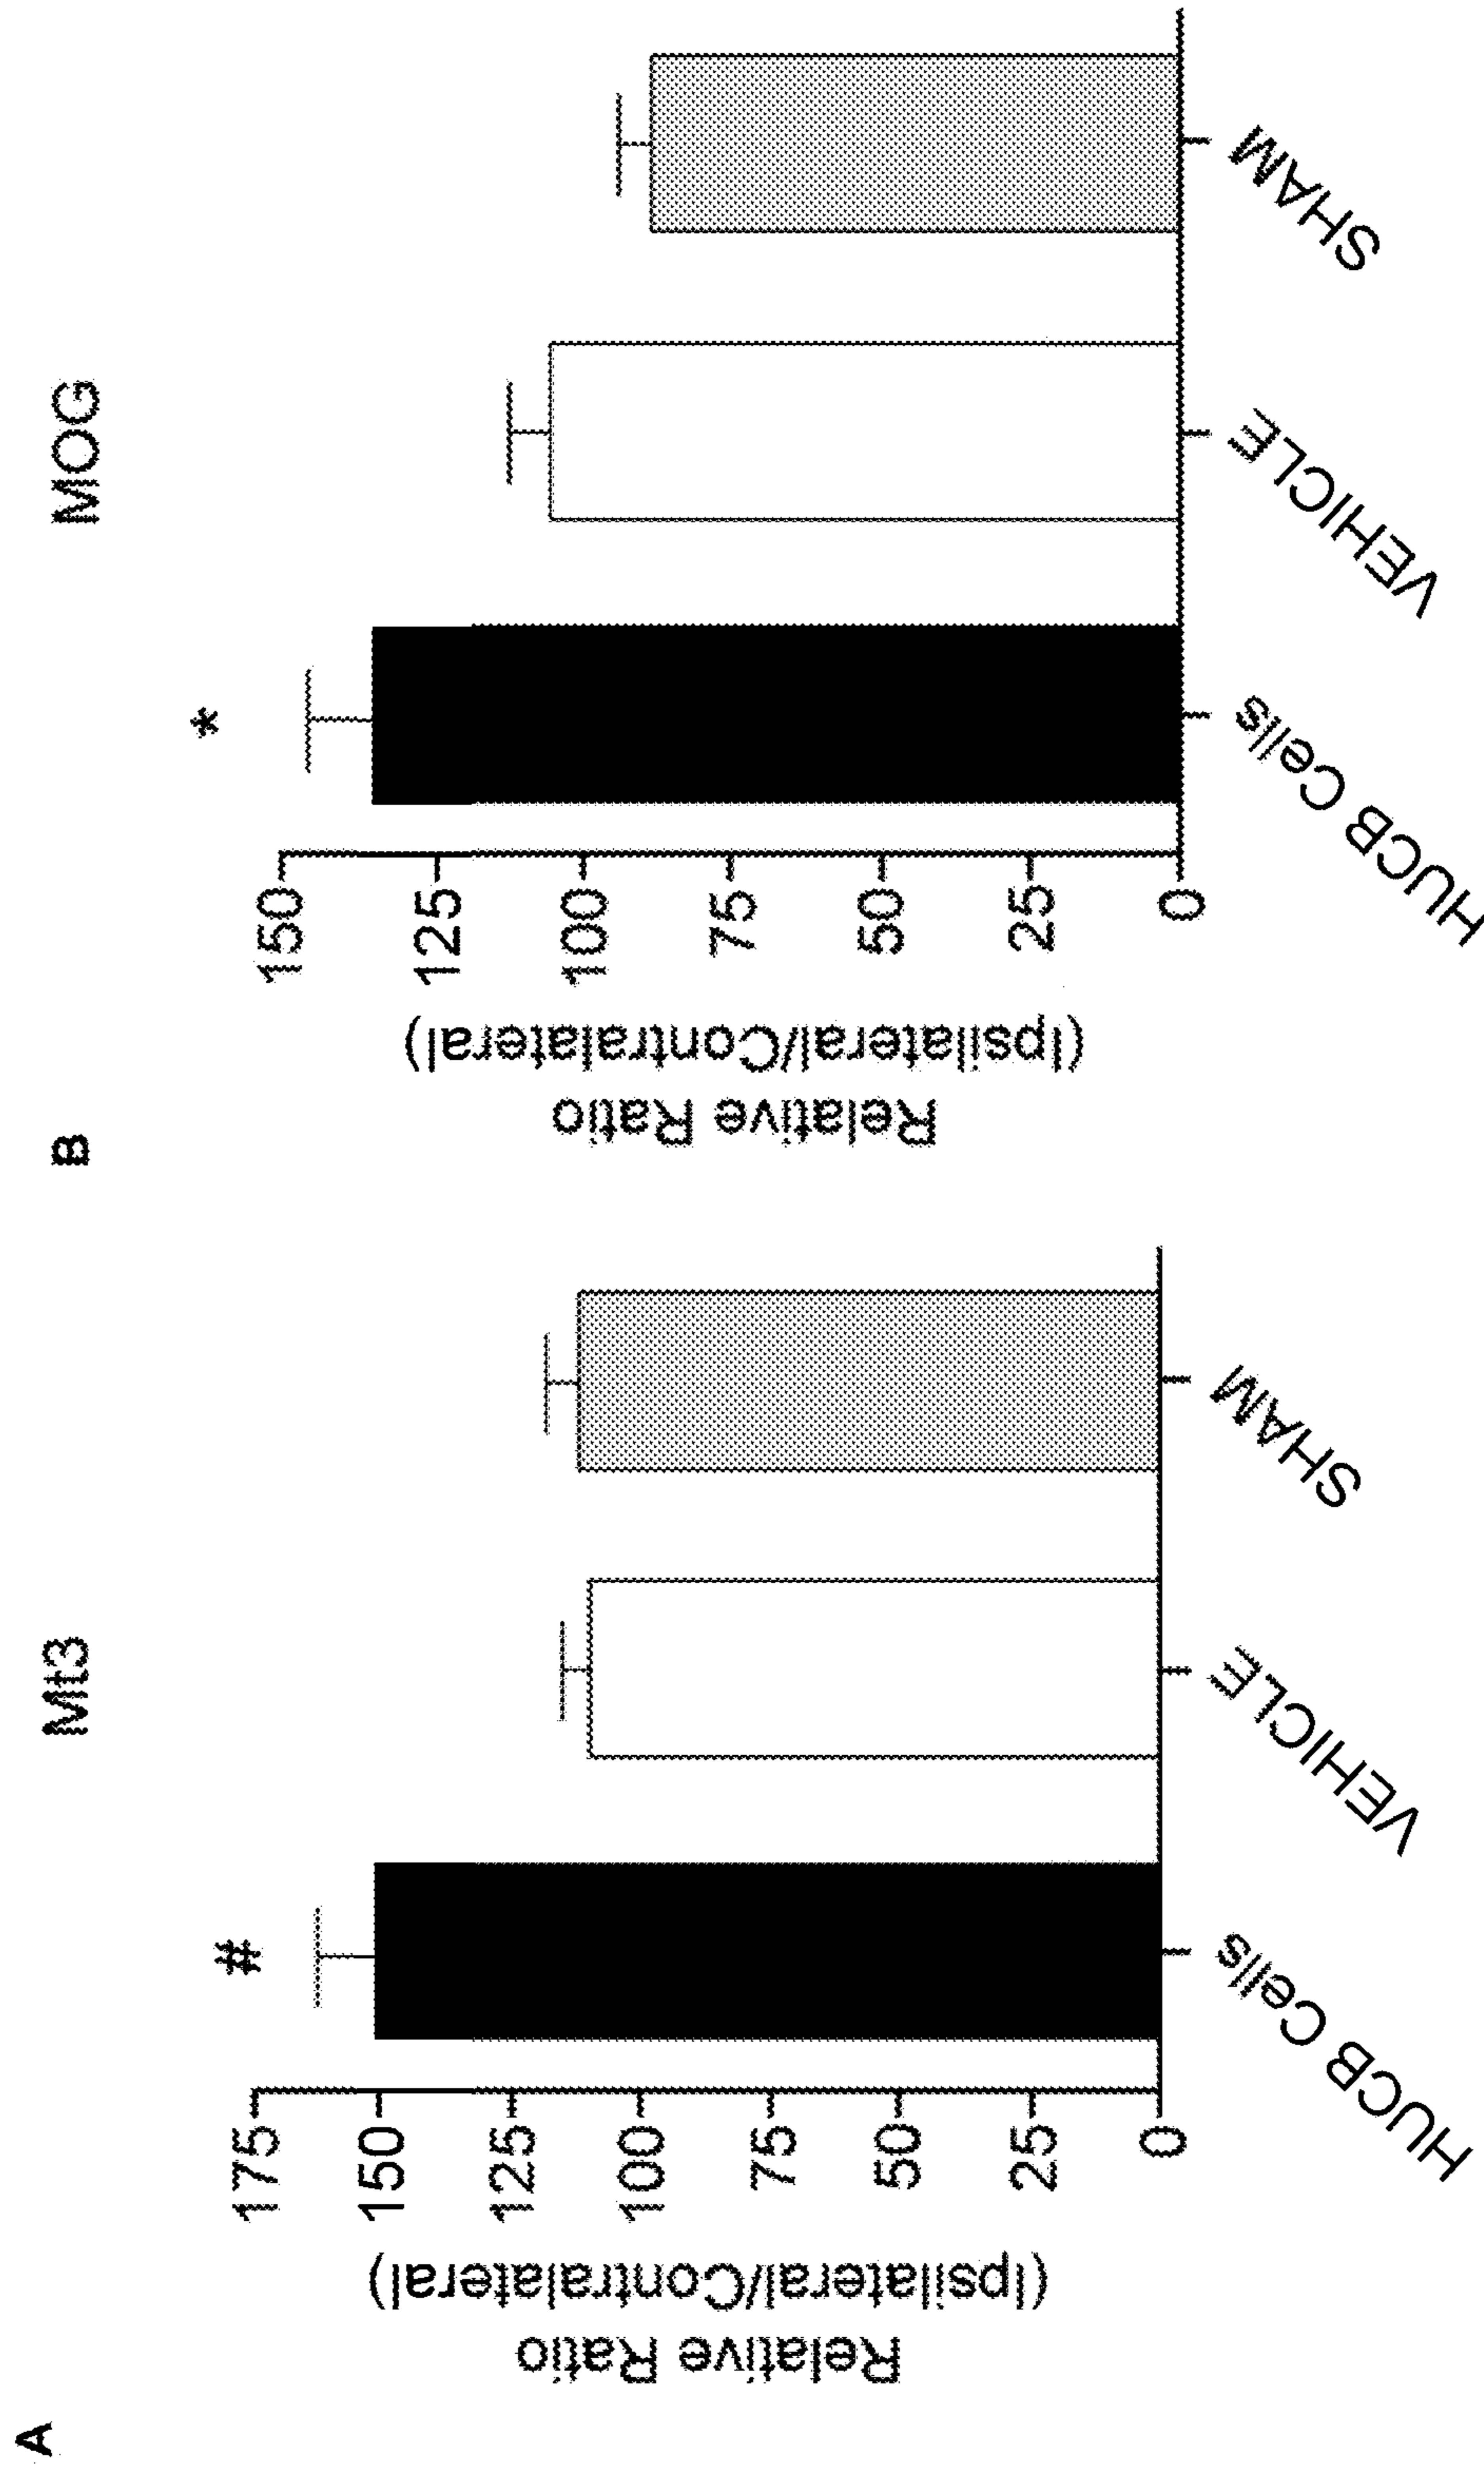 A
Mt3
#
Relative Ratio
(Ipsilateral/Contralateral)
175
150
125
100
75
50
25
0
HUCB Cells
VEHICLE
SHAM
B
MOG
*
Relative Ratio
(Ipsilateral/Contralateral)
150
125
100
75
50
25
0
HUCB Cells
VEHICLE
SHAM